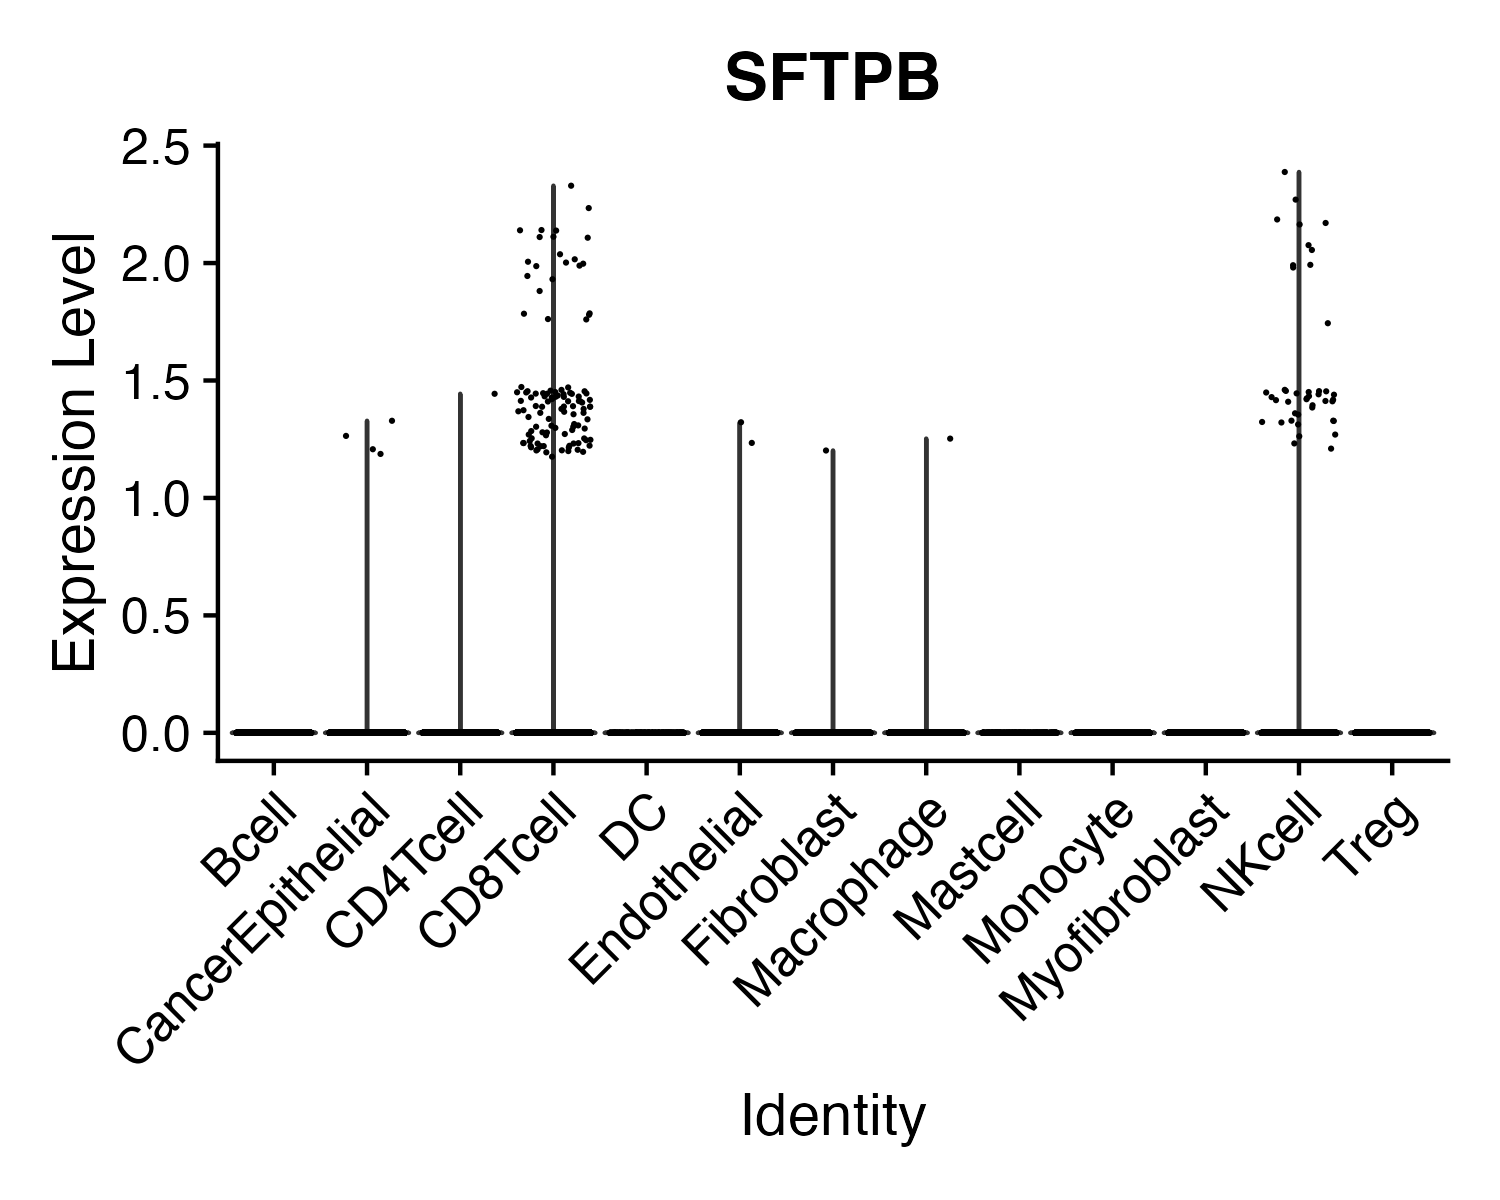 SFTPB
Expression Level
2.5
2.0
1.5
1.0
0.5
0.0
Bcell
CancerEpithelial
CD4Tcell
CD8Tcell
DC
Endothelial
Fibroblast
Macrophage
Mastcell
Monocyte
Myofibroblast
NKcell
Treg
Identity